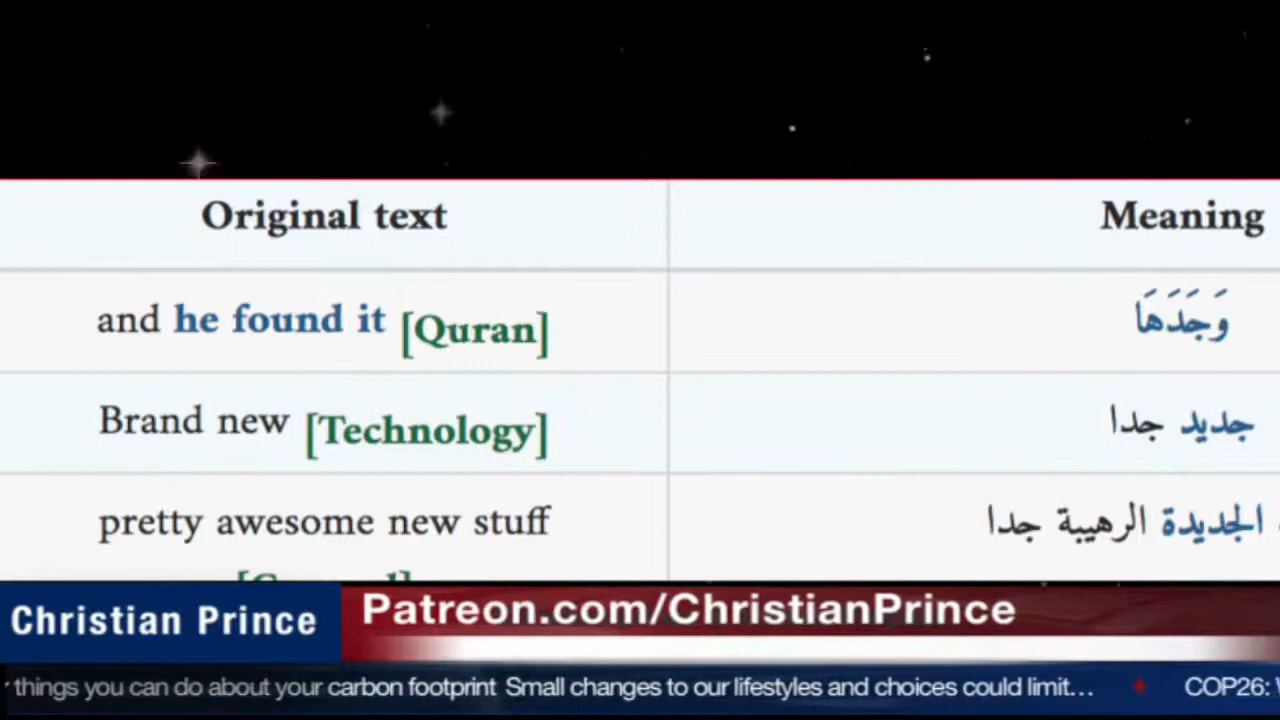 Original text
Meaning
and he found it [Quran]
وَجَدَهَا
Brand new [Technology]
جديد جدا
pretty awesome new stuff
الجديدة الرهيبة جدا
Christian Prince
Patreon.com/ChristianPrince
things you can do about your carbon footprint Small changes to our lifestyles and choices could limit... COP26: